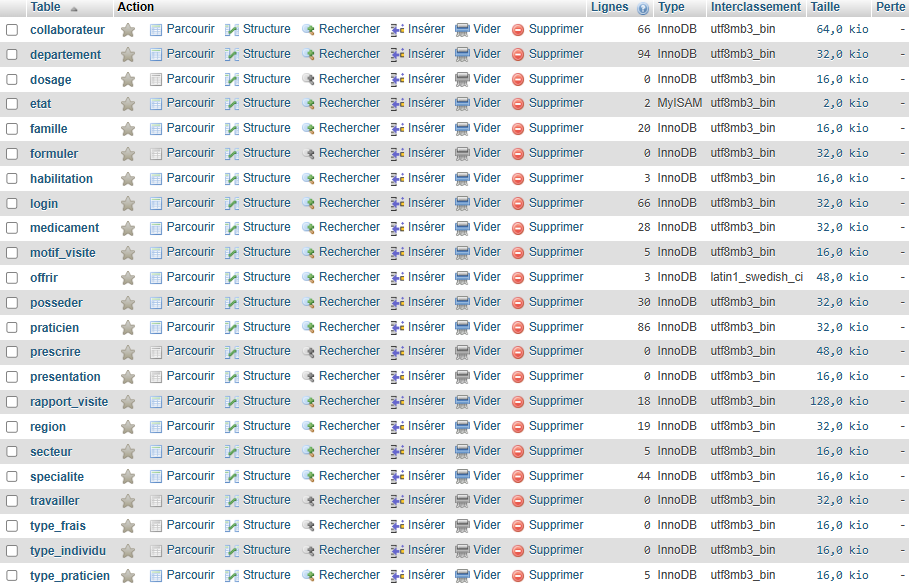 Table Action Lignes Type Interclassement Taille Perte
collaborateur Parcourir Structure Rechercher Insérer Vider Supprimer 66 InnoDB utf8mb3_bin 64,0 kio -
departement Parcourir Structure Rechercher Insérer Vider Supprimer 94 InnoDB utf8mb3_bin 32,0 kio -
dosage Parcourir Structure Rechercher Insérer Vider Supprimer 0 InnoDB utf8mb3_bin 16,0 kio -
etat Parcourir Structure Rechercher Insérer Vider Supprimer 2 MyISAM utf8mb3_bin 2,0 kio -
famille Parcourir Structure Rechercher Insérer Vider Supprimer 20 InnoDB utf8mb3_bin 16,0 kio -
formuler Parcourir Structure Rechercher Insérer Vider Supprimer 0 InnoDB utf8mb3_bin 32,0 kio -
habilitation Parcourir Structure Rechercher Insérer Vider Supprimer 3 InnoDB utf8mb3_bin 16,0 kio -
login Parcourir Structure Rechercher Insérer Vider Supprimer 66 InnoDB utf8mb3_bin 32,0 kio -
medicament Parcourir Structure Rechercher Insérer Vider Supprimer 28 InnoDB utf8mb3_bin 32,0 kio -
motif_visite Parcourir Structure Rechercher Insérer Vider Supprimer 5 InnoDB utf8mb3_bin 16,0 kio -
offrir Parcourir Structure Rechercher Insérer Vider Supprimer 3 InnoDB latin1_swedish_ci 48,0 kio -
posseder Parcourir Structure Rechercher Insérer Vider Supprimer 30 InnoDB utf8mb3_bin 32,0 kio -
praticien Parcourir Structure Rechercher Insérer Vider Supprimer 86 InnoDB utf8mb3_bin 32,0 kio -
prescrire Parcourir Structure Rechercher Insérer Vider Supprimer 0 InnoDB utf8mb3_bin 48,0 kio -
presentation Parcourir Structure Rechercher Insérer Vider Supprimer 0 InnoDB utf8mb3_bin 16,0 kio -
rapport_visite Parcourir Structure Rechercher Insérer Vider Supprimer 18 InnoDB utf8mb3_bin 128,0 kio -
region Parcourir Structure Rechercher Insérer Vider Supprimer 19 InnoDB utf8mb3_bin 32,0 kio -
secteur Parcourir Structure Rechercher Insérer Vider Supprimer 5 InnoDB utf8mb3_bin 16,0 kio -
specialite Parcourir Structure Rechercher Insérer Vider Supprimer 44 InnoDB utf8mb3_bin 16,0 kio -
travailler Parcourir Structure Rechercher Insérer Vider Supprimer 0 InnoDB utf8mb3_bin 32,0 kio -
type_frais Parcourir Structure Rechercher Insérer Vider Supprimer 0 InnoDB utf8mb3_bin 16,0 kio -
type_individu Parcourir Structure Rechercher Insérer Vider Supprimer 0 InnoDB utf8mb3_bin 16,0 kio -
type_praticien Parcourir Structure Rechercher Insérer Vider Supprimer 5 InnoDB utf8mb3_bin 16,0 kio -